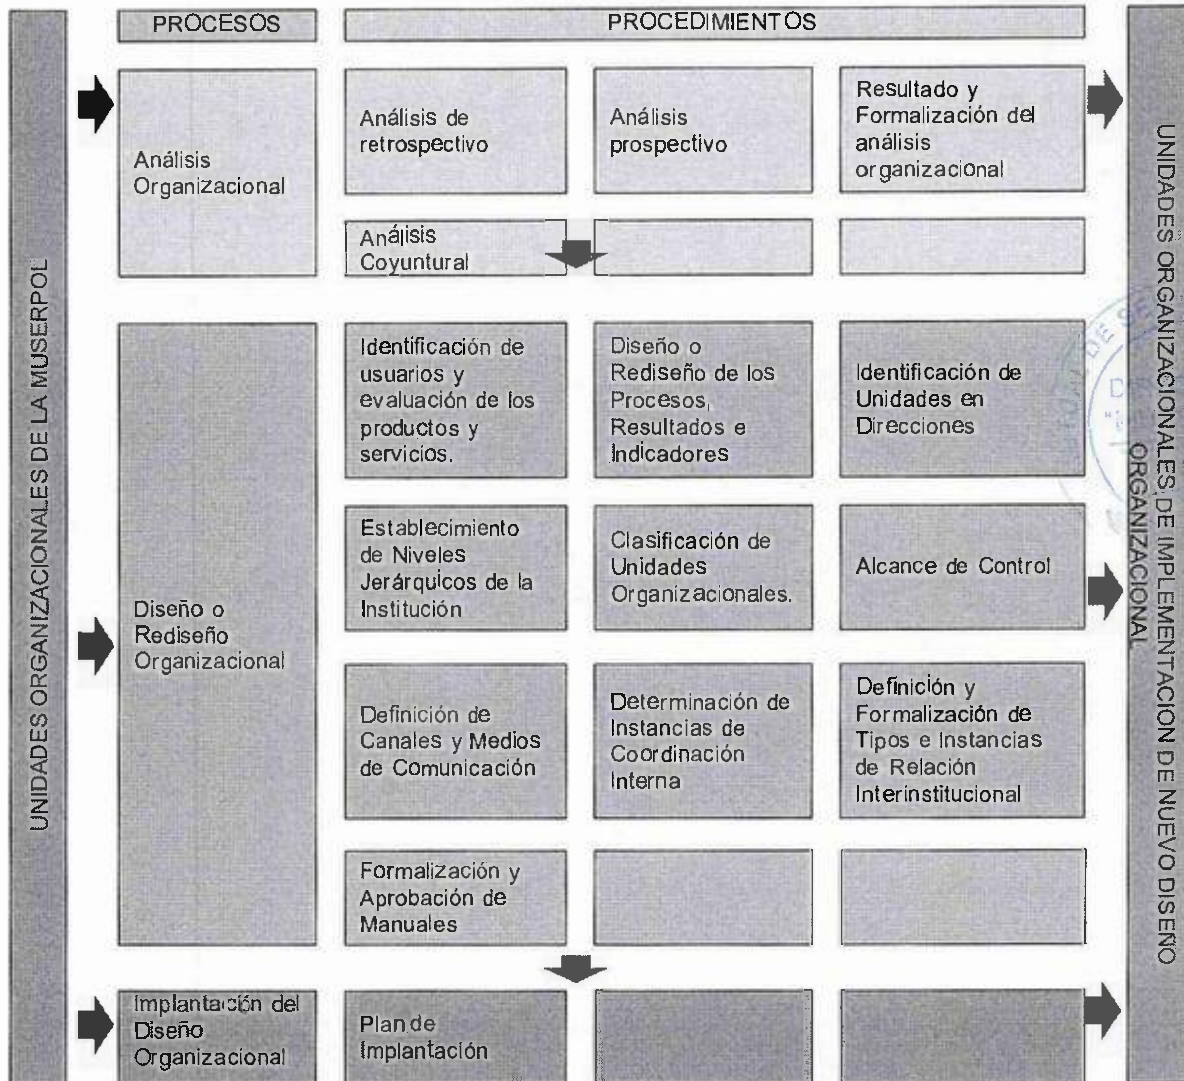 PROCESOS
PROCEDIMIENTOS
UNIDADES ORGANIZACIONALES DE LA MUSERPOL
Análisis
Organizacional
Análisis de
retrospectivo
Análisis
prospectivo
Resultado y
Formalización del
análisis
organizacional
Análisis
Coyuntural
Diseño o
Rediseño
Organizacional
Identificación de
usuarios y
evaluación de los
productos y
servicios.
Diseño o
Rediseño de los
Procesos,
Resultados e
Indicadores
Identificación de
Unidades en
Direcciones
Establecimiento
de Niveles
Jerárquicos de la
Institución
Clasificación de
Unidades
Organizacionales.
Alcance de Control
Definición de
Canales y Medios
de Comunicación
Determinación de
Instancias de
Coordinación
Interna
Definición y
Formalización de
Tipos e Instancias
de Relación
Interinstitucional
Formalización y
Aprobación de
Manuales
Implantación del
Diseño
Organizacional
Plan de
Implantación
UNIDADES ORGANIZACIONALES, DE IMPLEMENTACION DE NUEVO DISEÑO
ORGANIZACIONAL